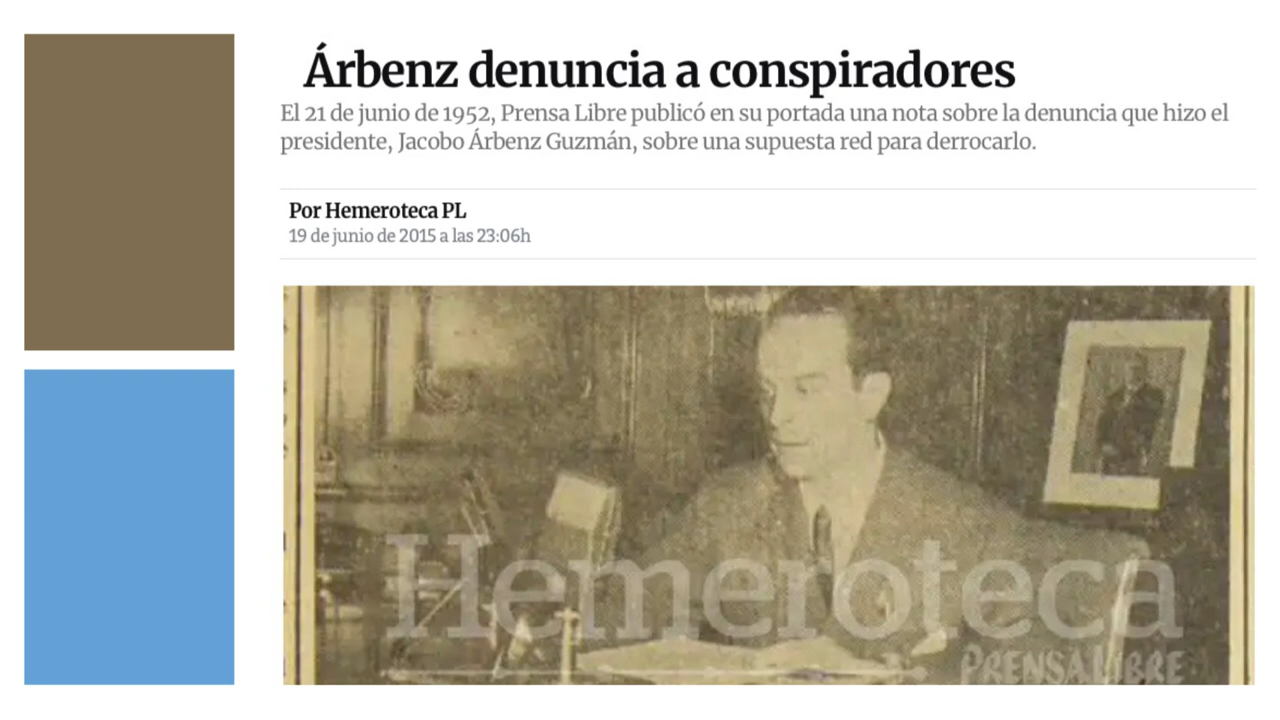 Árbenz denuncia a conspiradores
El 21 de junio de 1952, Prensa Libre publicó en su portada una nota sobre la denuncia que hizo el
presidente, Jacobo Árbenz Guzmán, sobre una supuesta red para derrocarlo.
Por Hemeroteca PL
19 de junio de 2015 a las 23:06h
Hemeroteca
PRENSA LIBRE